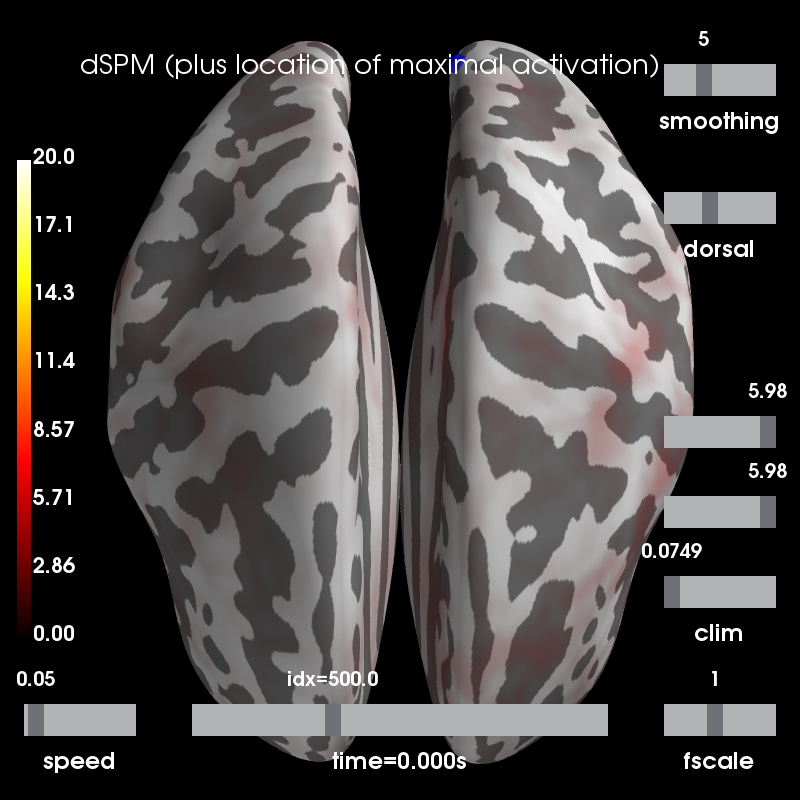 5
dSPM (plus location of maximal activation)
smoothing
20.0
17.1
dorsal
14.3
11.4
5.98
8.57
5.98
5.71
0.0749
2.86
0.00
clim
0.05
idx=500.0
1
speed
time=0.000s
fscale